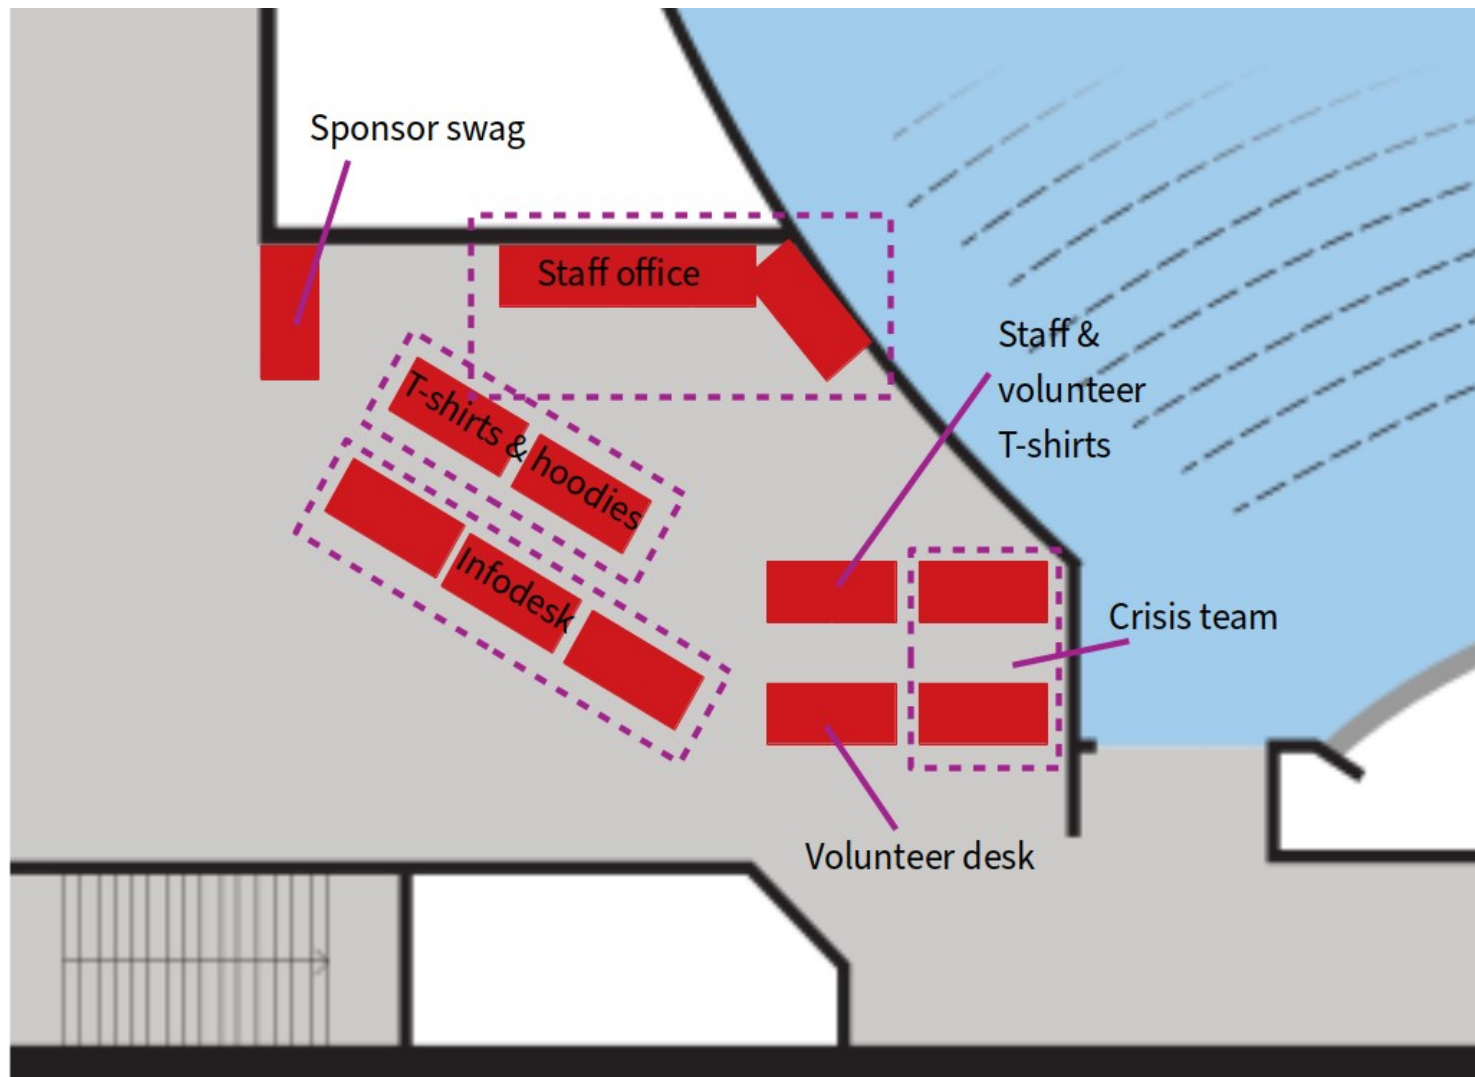 Sponsor swag
Staff office
Staff &
volunteer
T-shirts
T-shirts & hoodies
Infodesk
Crisis team
Volunteer desk